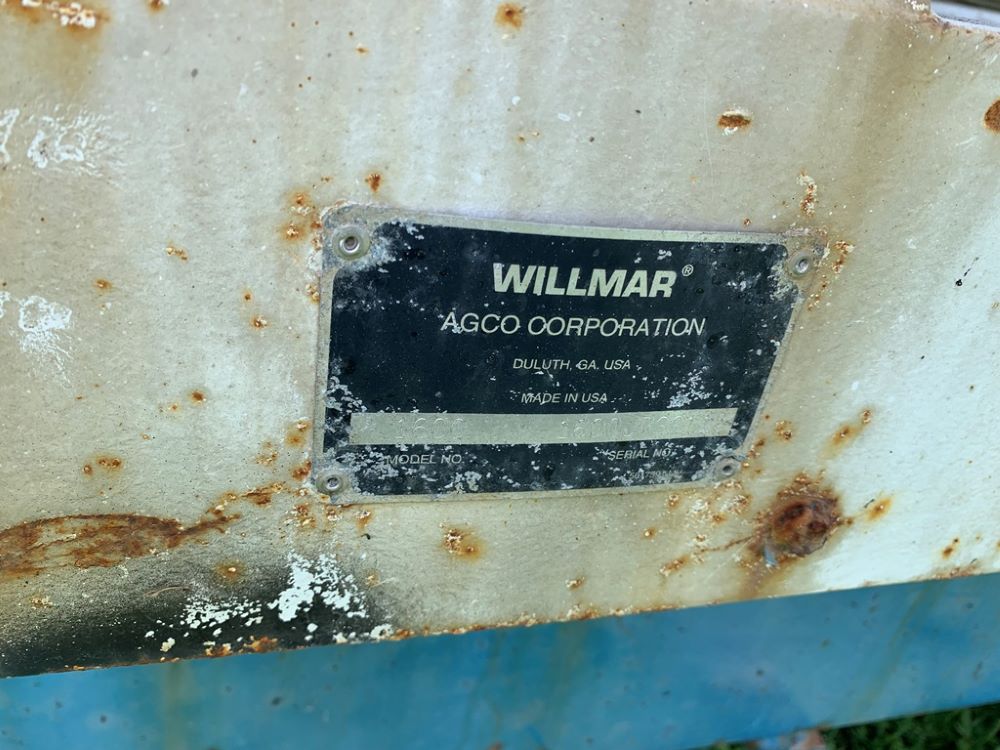 WILLMAR®
AGCO CORPORATION
DULUTH, GA. USA
MADE IN USA
MODEL NO.
SERIAL NO.